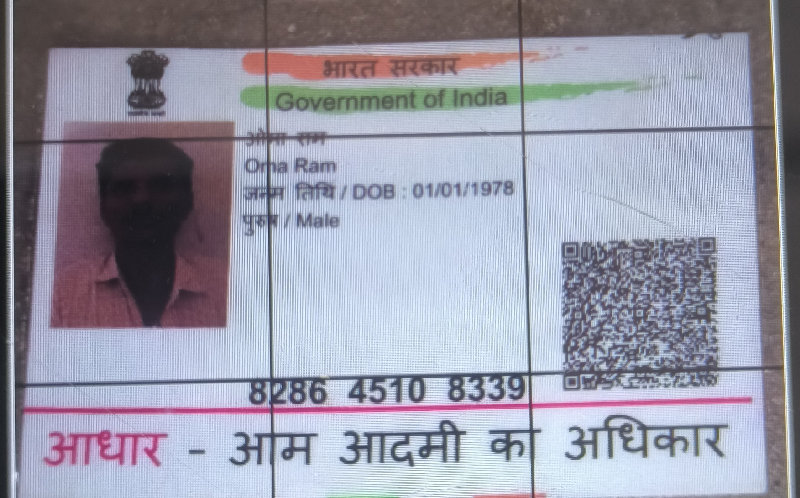 भारत सरकार
Government of India
ओमा राम
Oma Ram
जन्म तिथि / DOB : 01/01/1978
पुरुष / Male
8286 4510 8339
आधार - आम आदमी का अधिकार